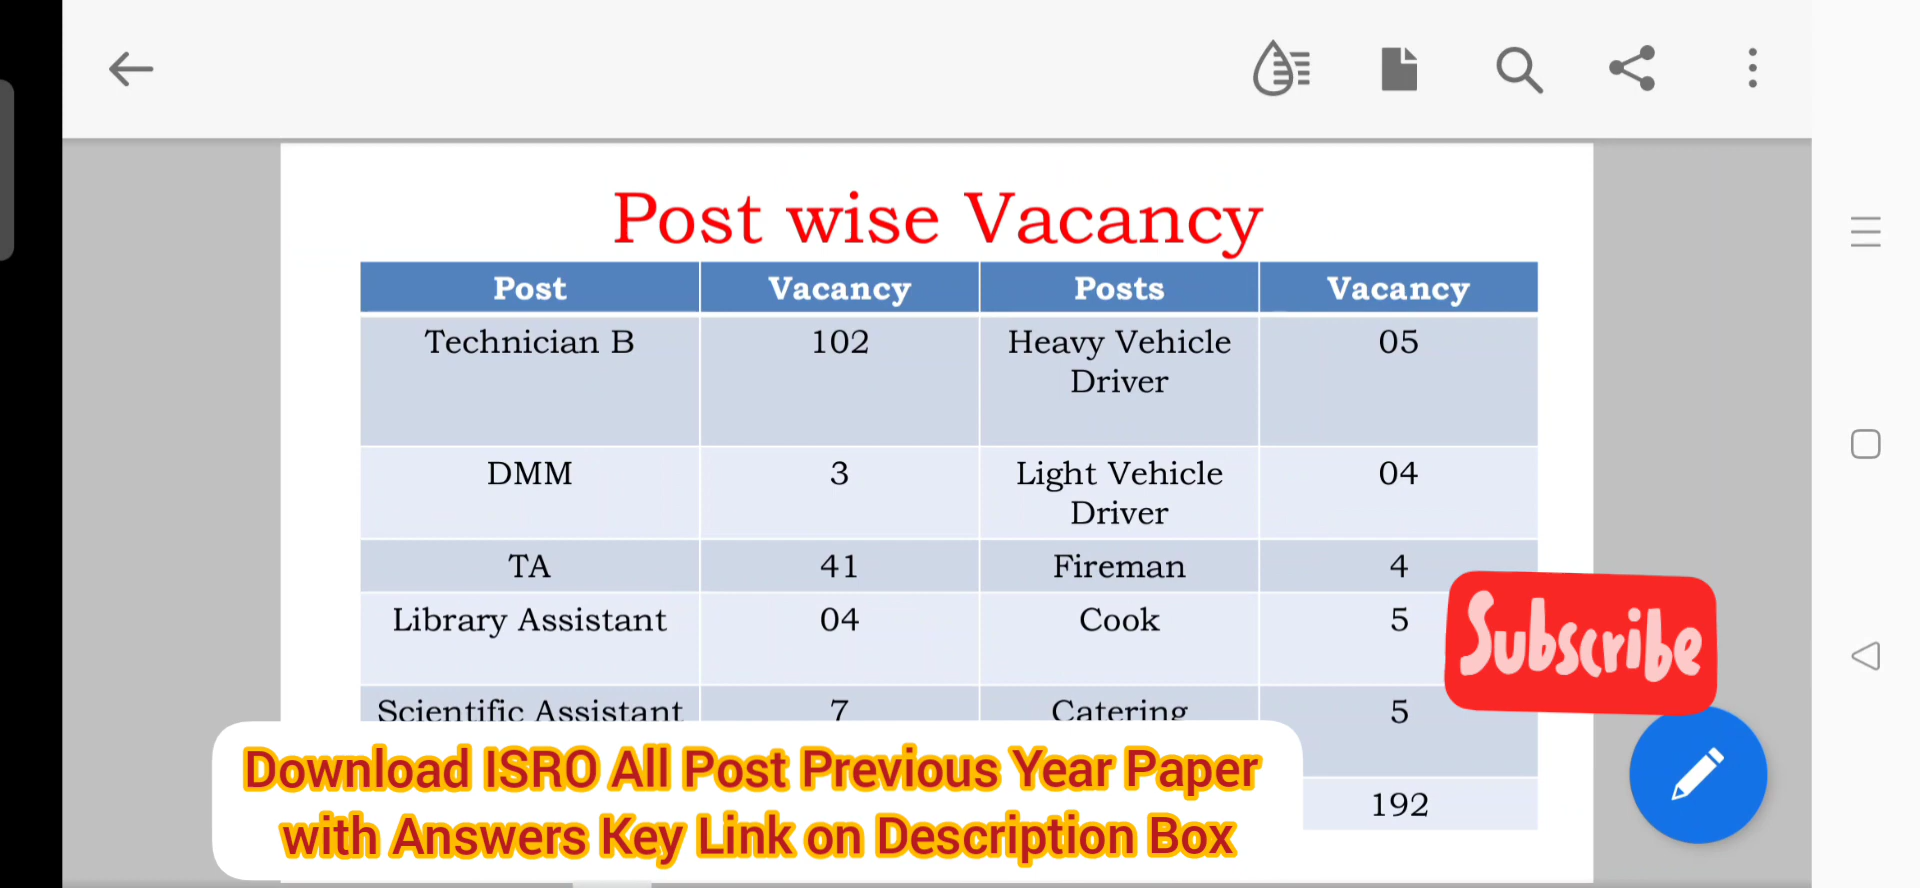 Post wise Vacancy
Post Vacancy Posts Vacancy
Technician B 102 Heavy Vehicle 05
Driver
DMM 3 Light Vehicle 04
Driver
TA 41 Fireman 4
Library Assistant 04 Cook 5
Subscribe
Scientific Assistant 7 Catering 5
Download ISRO All Post Previous Year Paper
192
with Answers Key Link on Description Box